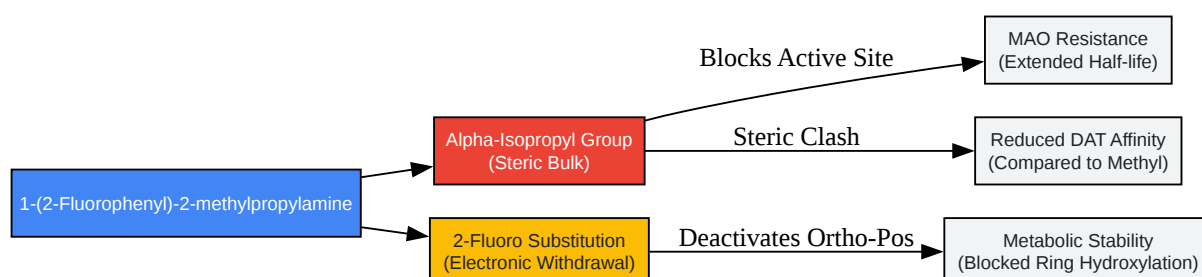 1-(2-Fluorophenyl)-2-methylpropylamine
Alpha-Isopropyl Group
(Steric Bulk)
2-Fluoro Substitution
(Electronic Withdrawal)
Blocks Active Site
Steric Clash
Deactivates Ortho-Pos
MAO Resistance
(Extended Half-life)
Reduced DAT Affinity
(Compared to Methyl)
Metabolic Stability
(Blocked Ring Hydroxylation)